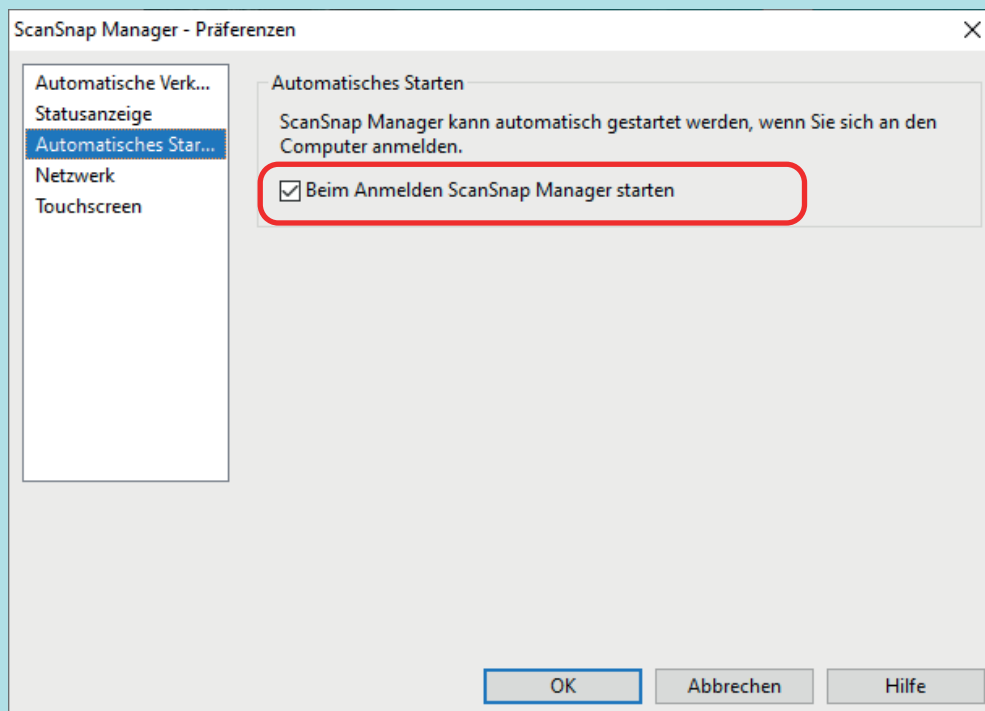 ScanSnap Manager - Präferenzen
Automatische Verk...
Statusanzeige
Automatisches Star...
Netzwerk
Touchscreen
Automatisches Starten
ScanSnap Manager kann automatisch gestartet werden, wenn Sie sich an den
Computer anmelden.
Beim Anmelden ScanSnap Manager starten
OK
Abbrechen
Hilfe